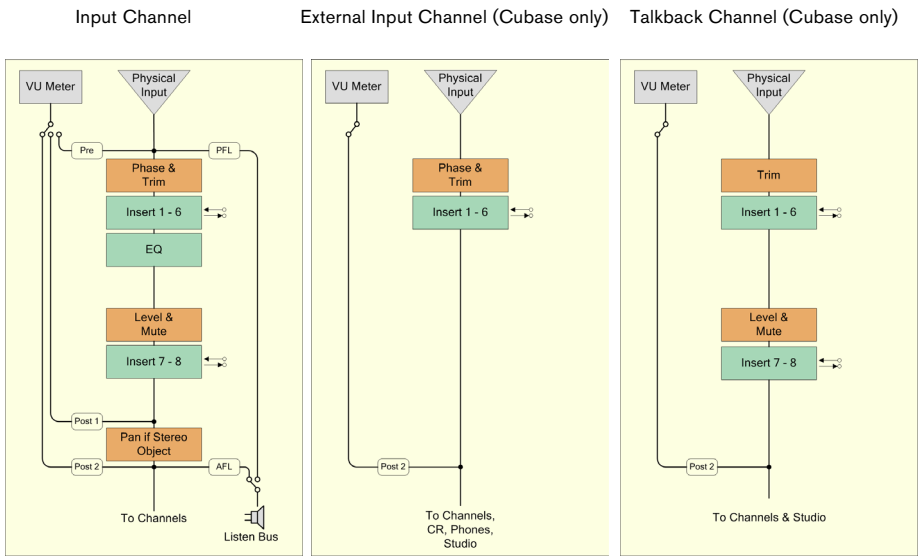 Input Channel
External Input Channel (Cubase only)
Talkback Channel (Cubase only)
VU Meter
Physical
Input
Pre
PFL
Phase &
Trim
Insert 1 - 6
EQ
Level &
Mute
Insert 7 - 8
Post 1
Pan if Stereo
Object
Post 2
AFL
To Channels
Listen Bus
VU Meter
Physical
Input
Phase &
Trim
Insert 1 - 6
Post 2
To Channels,
CR, Phones,
Studio
VU Meter
Physical
Input
Trim
Insert 1 - 6
Level &
Mute
Insert 7 - 8
Post 2
To Channels & Studio